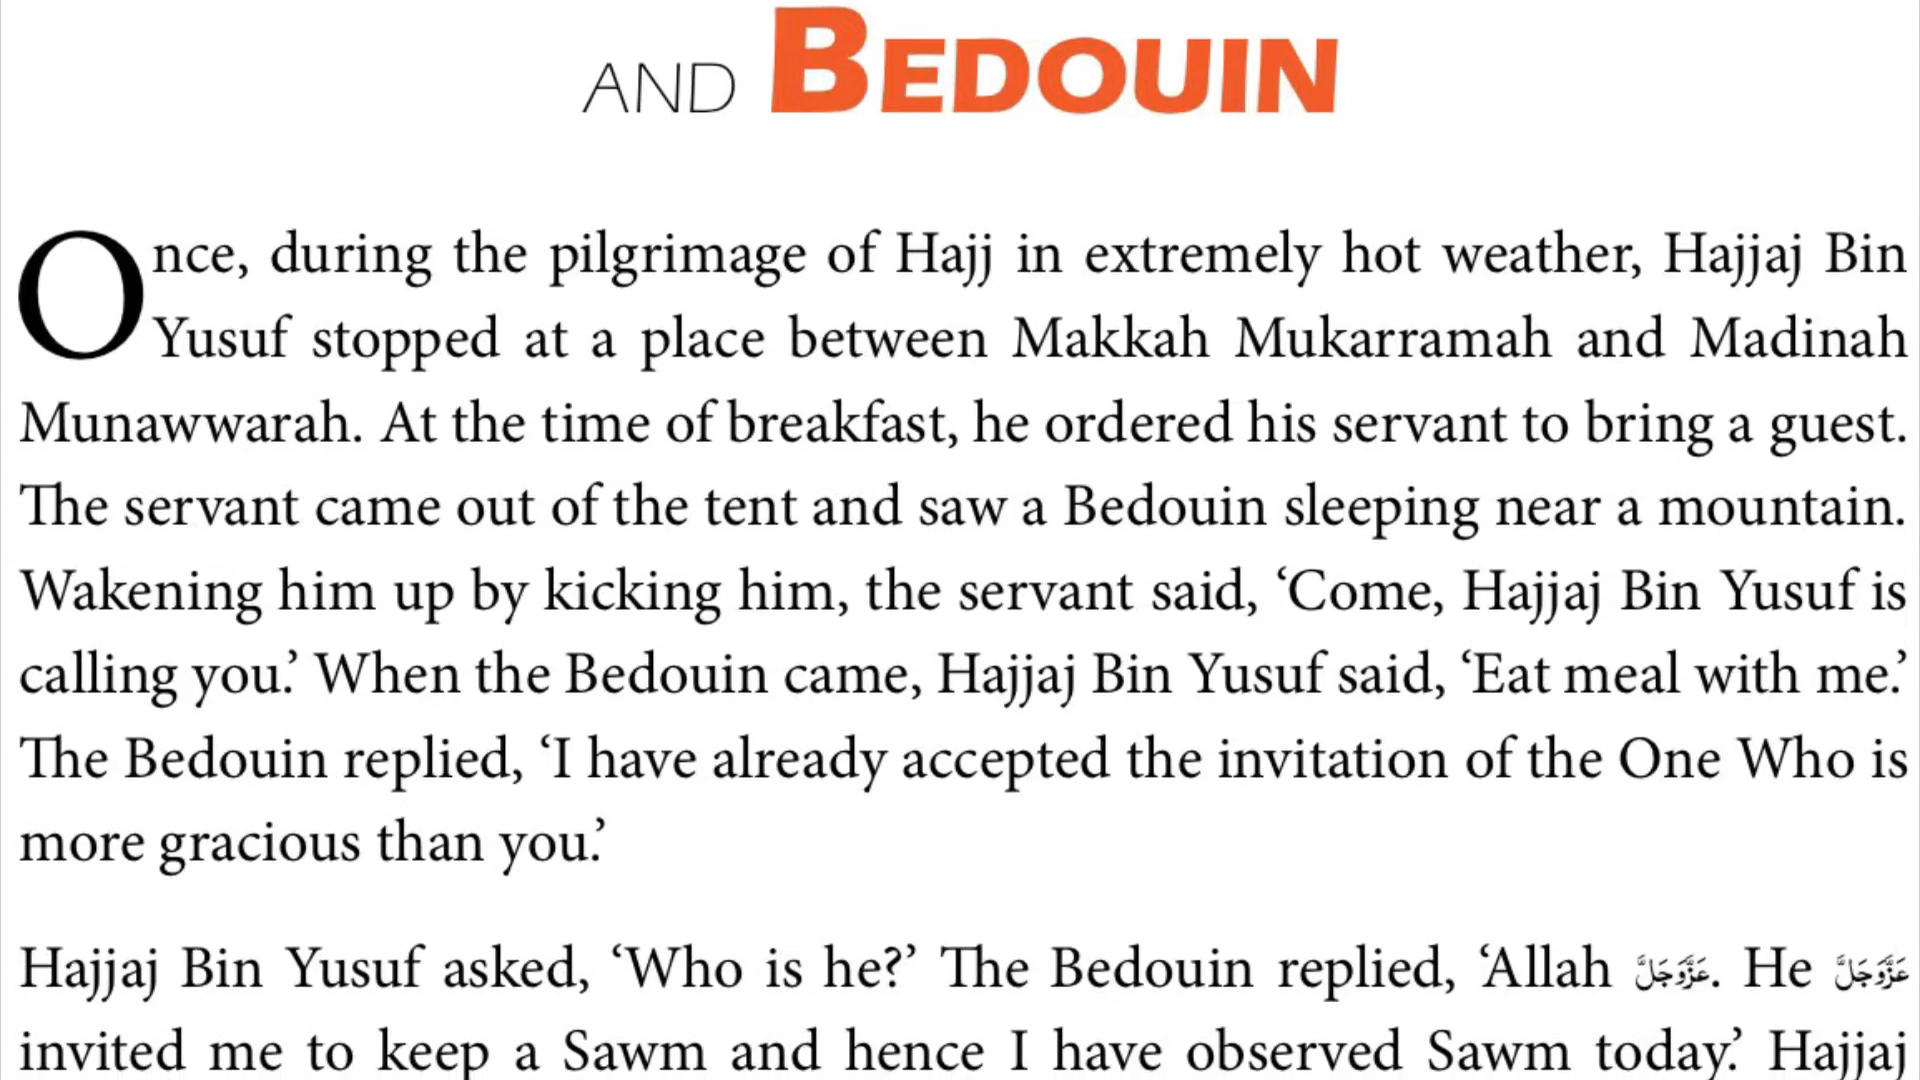 AND BEDOUIN
Once, during the pilgrimage of Hajj in extremely hot weather, Hajjaj Bin
Yusuf stopped at a place between Makkah Mukarramah and Madinah
Munawwarah. At the time of breakfast, he ordered his servant to bring a guest.
The servant came out of the tent and saw a Bedouin sleeping near a mountain.
Wakening him up by kicking him, the servant said, ‘Come, Hajjaj Bin Yusuf is
calling you.’ When the Bedouin came, Hajjaj Bin Yusuf said, ‘Eat meal with me.’
The Bedouin replied, ‘I have already accepted the invitation of the One Who is
more gracious than you.’
Hajjaj Bin Yusuf asked, ‘Who is he?’ The Bedouin replied, ‘Allah عَزَّوَجَلَّ. He عَزَّوَجَلَّ
invited me to keep a Sawm and hence I have observed Sawm today.’ Hajjaj